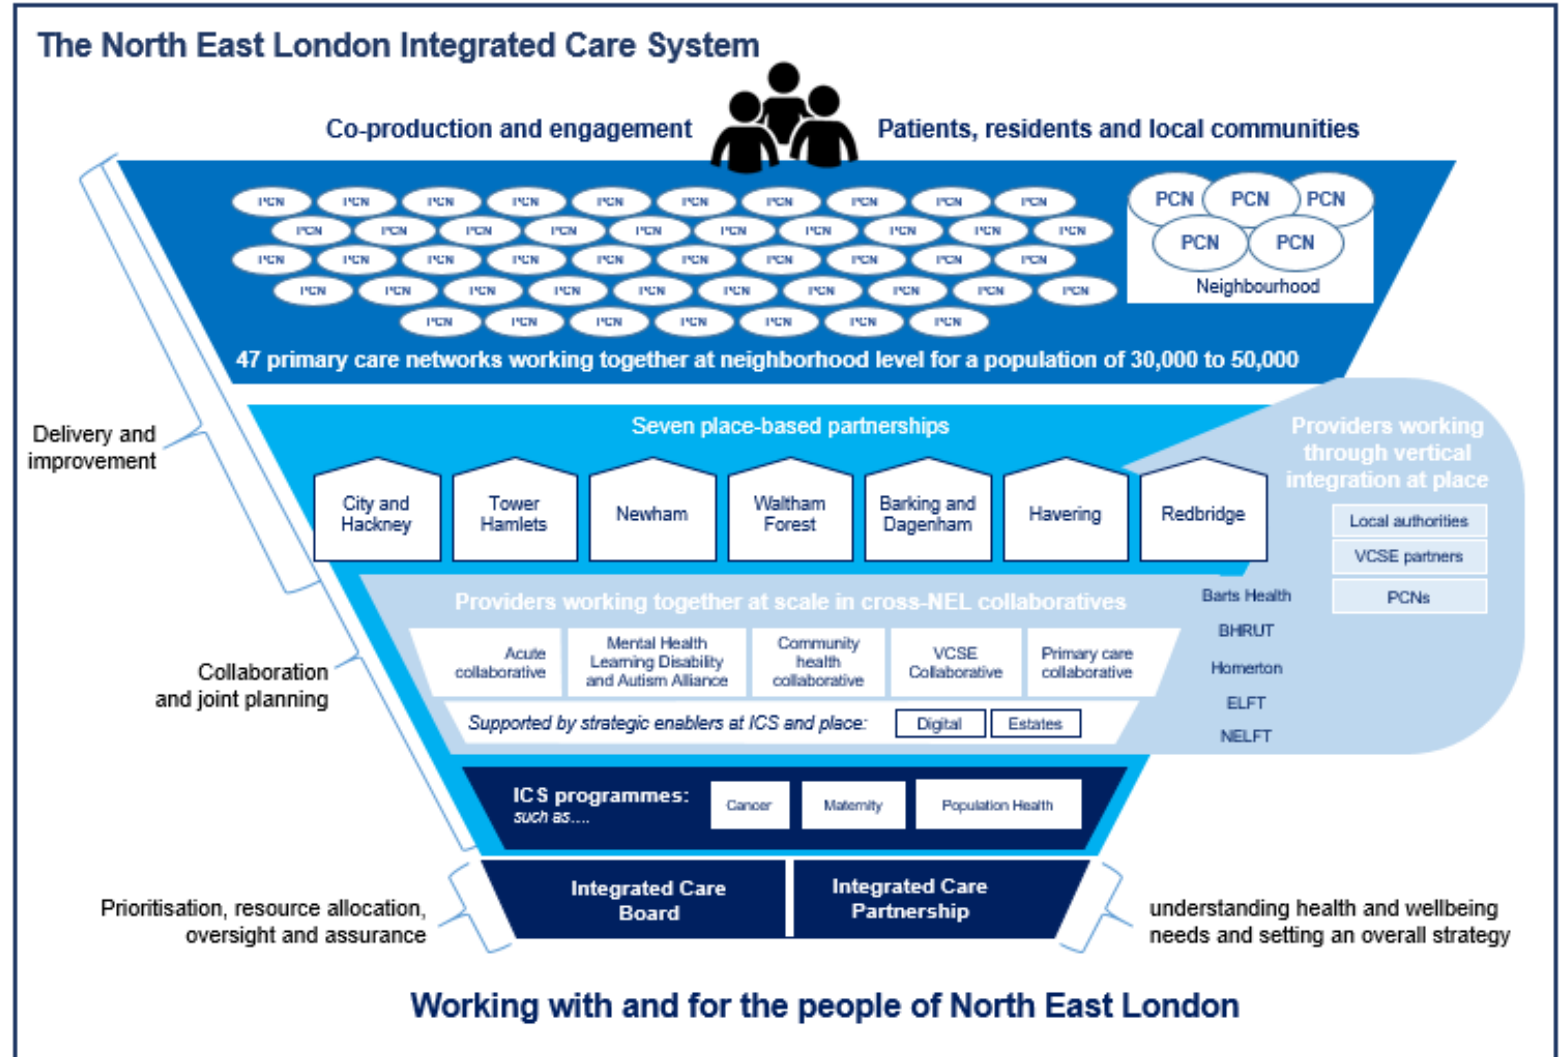 The North East London Integrated Care System
Co-production and engagement
Patients, residents and local communities
PCN PCN PCN PCN PCN PCN PCN PCN PCN PCN
PCN PCN PCN PCN PCN PCN PCN PCN PCN PCN
PCN PCN PCN PCN PCN PCN PCN PCN PCN PCN
PCN PCN PCN PCN PCN PCN PCN PCN PCN PCN
PCN PCN PCN PCN PCN PCN PCN
PCN PCN PCN
PCN PCN
Neighbourhood
47 primary care networks working together at neighborhood level for a population of 30,000 to 50,000
Delivery and
improvement
Seven place-based partnerships
City and
Hackney
Tower
Hamlets
Newham
Waltham
Forest
Barking and
Dagenham
Havering
Redbridge
Providers working
through vertical
integration at place
Local authorities
VCSE partners
PCNs
Barts Health
BHRUT
Homerton
ELFT
NELFT
Collaboration
and joint planning
Providers working together at scale in cross-NEL collaboratives
Acute
collaborative
Mental Health
Learning Disability
and Autism Alliance
Community
health
collaborative
VCSE
Collaborative
Primary care
collaborative
Supported by strategic enablers at ICS and place:
Digital
Estates
ICS programmes:
such as....
Cancer
Maternity
Population Health
Prioritisation, resource allocation,
oversight and assurance
Integrated Care
Board
Integrated Care
Partnership
understanding health and wellbeing
needs and setting an overall strategy
Working with and for the people of North East London